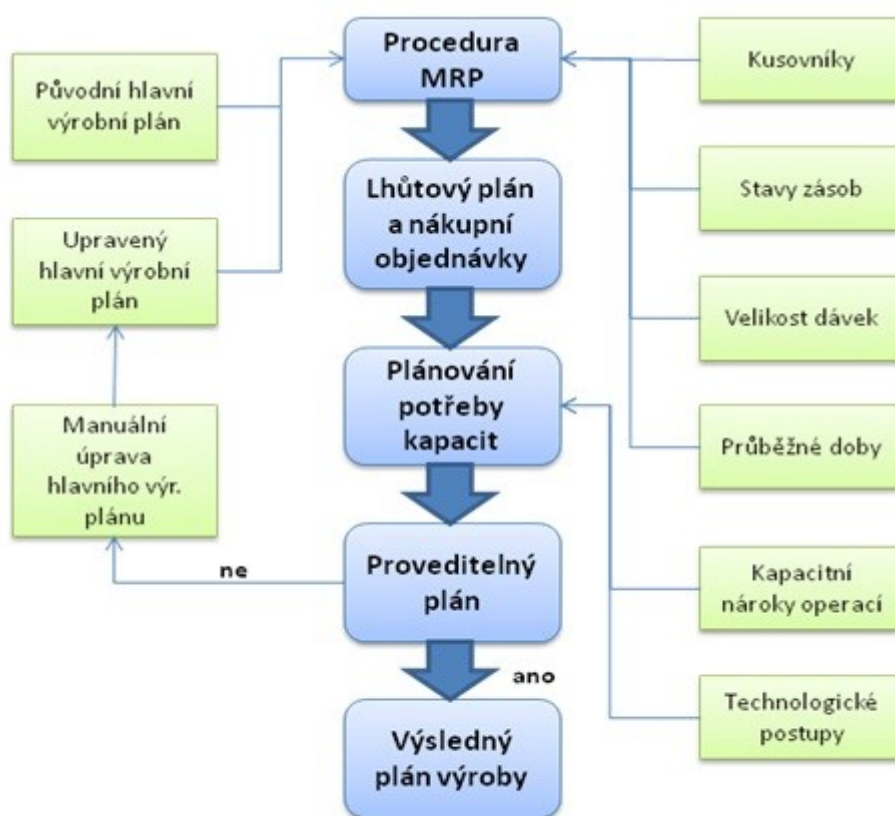 Procedura
MRP
Původní hlavní
výrobní plán
Kusovníky
Lhůtový plán
a nákupní
objednávky
Stavy zásob
Upravený
hlavní výrobní
plán
Velikost dávek
Plánování
potřeby
kapacit
Manuální
úprava
hlavního výr.
plánu
Průběžné doby
ne
Proveditelný
plán
Kapacitní
nároky operací
ano
Technologické
postupy
Výsledný
plán výroby